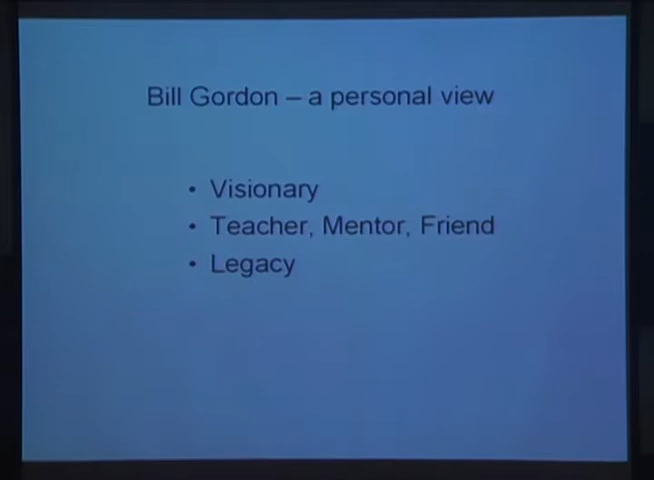 Bill Gordon – a personal view
• Visionary
• Teacher, Mentor, Friend
• Legacy